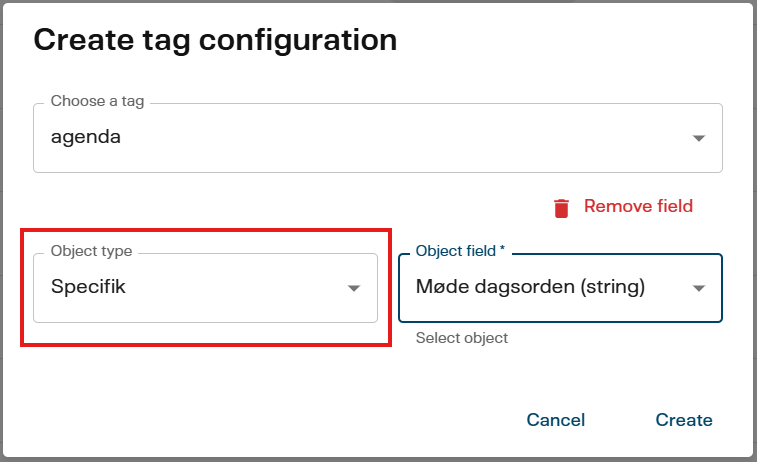 Create tag configuration
Choose a tag
agenda
Remove field
Object type
Specifik
Object field *
Møde dagsorden (string)
Select object
Cancel
Create